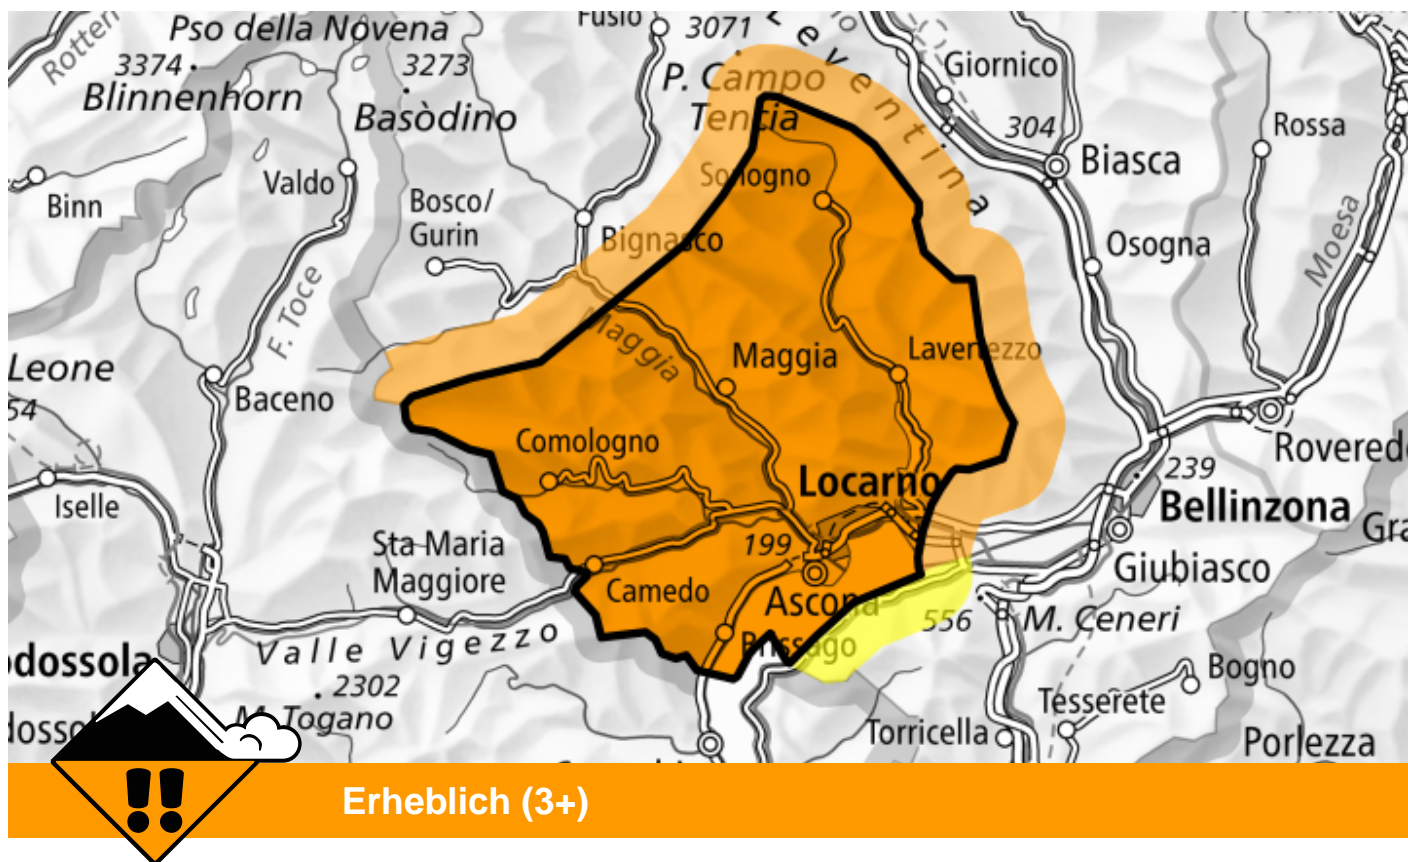 Fusio
Pso della Novena
3071
Leventina
Rotten
3374
3273
P. Campo
Tencia
Giornico
Blinnenhorn
Basòdino
304
Rossa
Biasca
Binn
Valdo
Bosco/
Gurin
Sonogno
Bignasco
Osogna
Moesa
F. Toce
Maggia
Maggia
Lavertezzo
Leone
54
Baceno
Comologno
Roveredo
239
Iselle
Locarno
Bellinzona
Gra
Sta Maria
Maggiore
199
Giubiasco
Camedo
Ascona
556
M. Ceneri
Valle Vigezzo
Brissago
odossola
2302
Bogno
M. Togano
Tesserete
Torricella
Porlezza
Erheblich (3+)